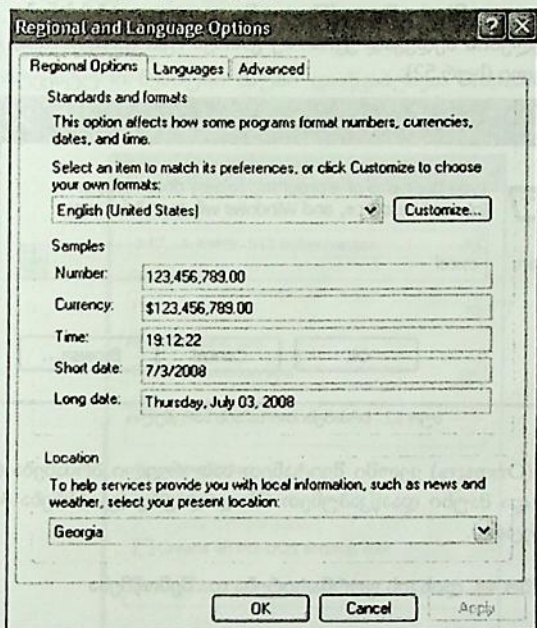 Regional and Language Options
Regional Options Languages Advanced
Standards and formats
This option affects how some programs format numbers, currencies,
dates, and time.
Select an item to match its preferences, or click Customize to choose
your own formats:
English (United States) Customize...
Samples
Number: 123,456,789.00
Currency: $123,456,789.00
Time: 19:12:22
Short date: 7/3/2008
Long date: Thursday, July 03, 2008
Location
To help services provide you with local information, such as news and
weather, select your present location:
Georgia
OK Cancel Apply